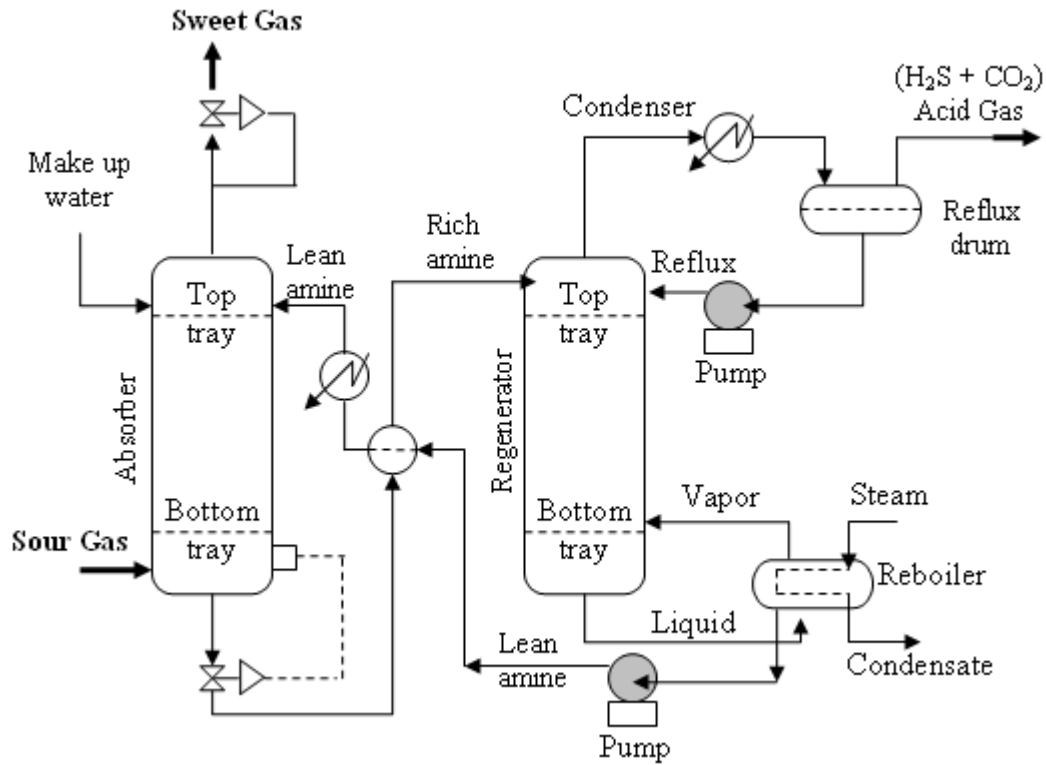 Sweet Gas
(H₂S + CO₂)
Acid Gas
Condenser
Make up
water
Reflux
drum
Rich
amine
Lean
amine
Reflux
Top
tray
Top
tray
Pump
Absorber
Regenerator
Vapor
Steam
Bottom
tray
Bottom
tray
Sour Gas
Reboiler
Liquid
Lean
amine
Condensate
Pump